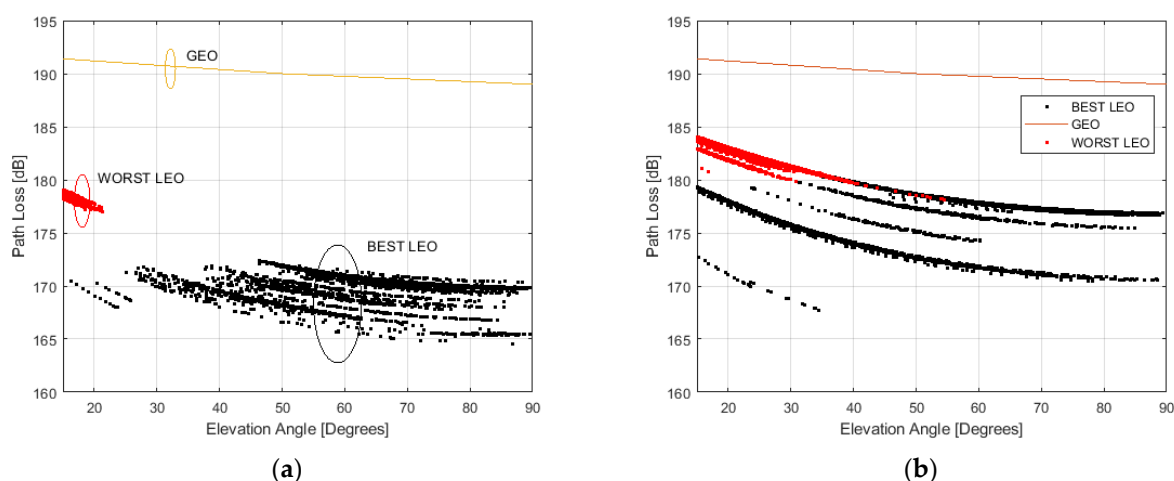 195
190
185
180
175
170
165
160
Path Loss [dB]
GEO
WORST LEO
BEST LEO
20 30 40 50 60 70 80 90
Elevation Angle [Degrees]
(a)
195
190
185
180
175
170
165
160
Path Loss [dB]
BEST LEO
GEO
WORST LEO
20 30 40 50 60 70 80 90
Elevation Angle [Degrees]
(b)